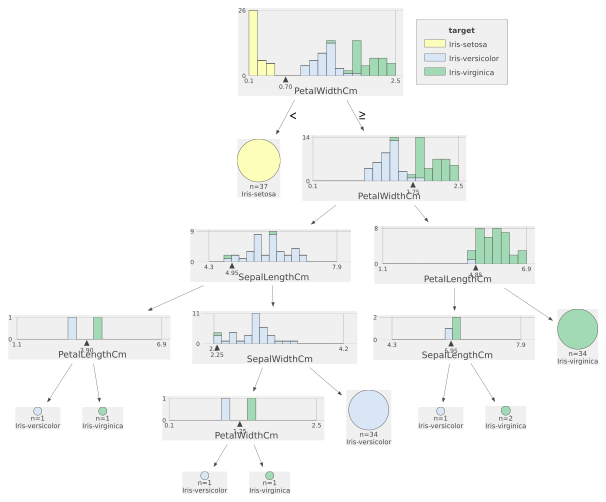 26
0
0.1
0.70
2.5
PetalWidthCm
target
Iris-setosa
Iris-versicolor
Iris-virginica
<
≥
n=37
Iris-setosa
14
0
0.1
1.75
2.5
PetalWidthCm
9
0
4.3
4.95
7.9
SepalLengthCm
8
0
1.1
4.85
6.9
PetalLengthCm
1
0
1.1
3.90
6.9
PetalLengthCm
11
0
2.25
4.2
SepalWidthCm
2
0
4.3
5.95
7.9
SepalLengthCm
n=34
Iris-virginica
n=1
Iris-versicolor
n=1
Iris-virginica
1
0
0.1
1.75
2.5
PetalWidthCm
n=34
Iris-versicolor
n=1
Iris-versicolor
n=2
Iris-virginica
n=1
Iris-versicolor
n=1
Iris-virginica